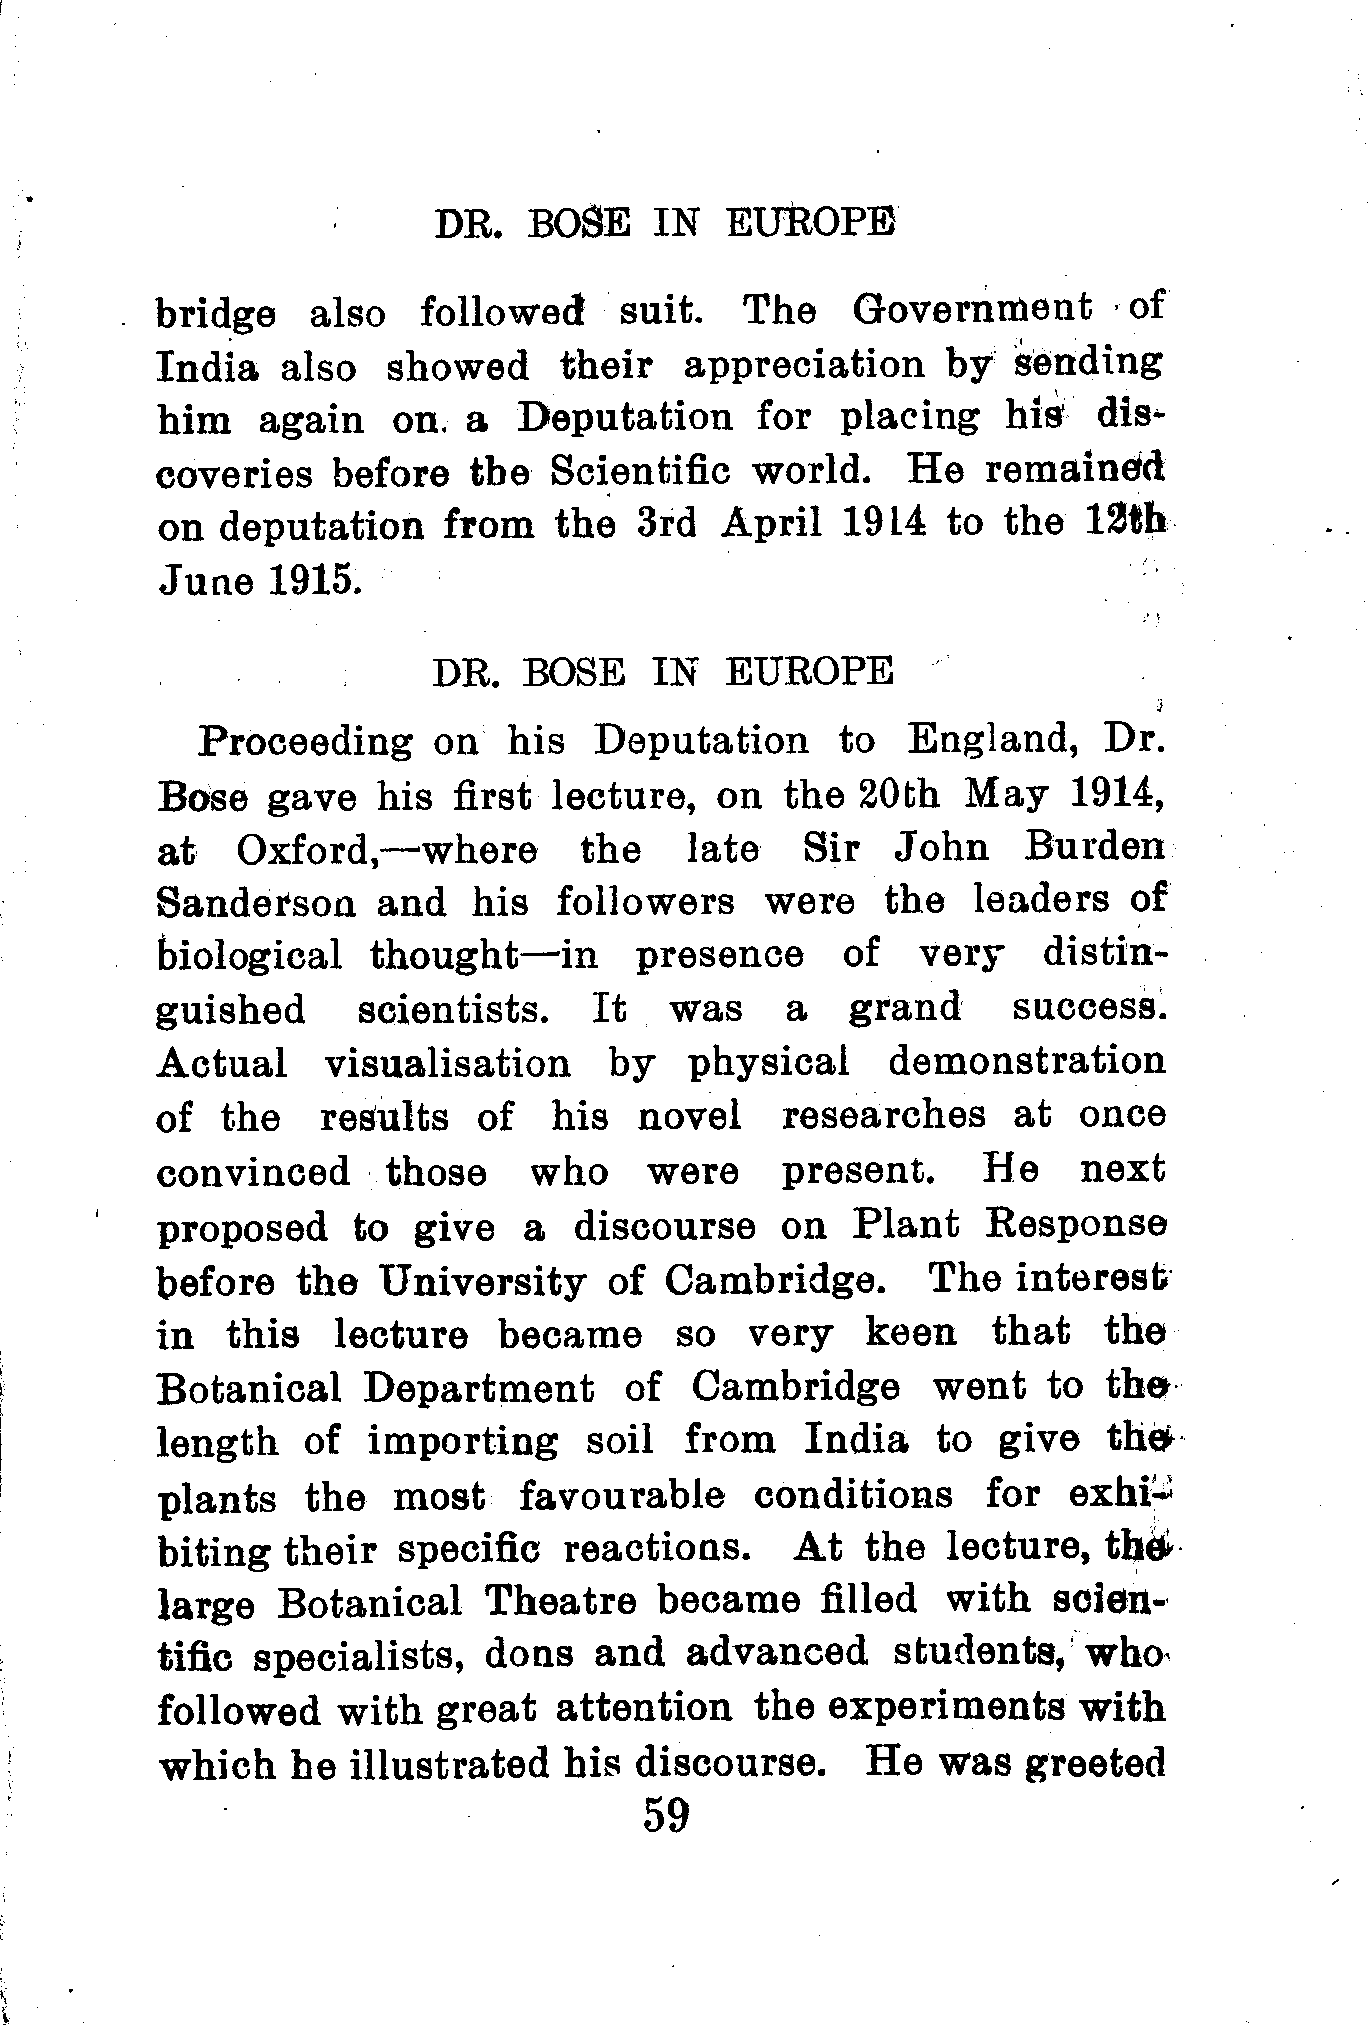 DR. BOSE IN EUROPE
bridge also followed suit. The Government of
India also showed their appreciation by sending
him again on a Deputation for placing his dis-
coveries before the Scientific world. He remained
on deputation from the 3rd April 1914 to the 12th
June 1915.
DR. BOSE IN EUROPE
Proceeding on his Deputation to England, Dr.
Bose gave his first lecture, on the 20th May 1914,
at Oxford,—where the late Sir John Burden
Sanderson and his followers were the leaders of
biological thought—in presence of very distin-
guished scientists. It was a grand success.
Actual visualisation by physical demonstration
of the results of his novel researches at once
convinced those who were present. He next
proposed to give a discourse on Plant Response
before the University of Cambridge. The interest
in this lecture became so very keen that the
Botanical Department of Cambridge went to the
length of importing soil from India to give the
plants the most favourable conditions for exhi-
biting their specific reactions. At the lecture, the
large Botanical Theatre became filled with scien-
tific specialists, dons and advanced students, who
followed with great attention the experiments with
which he illustrated his discourse. He was greeted
59